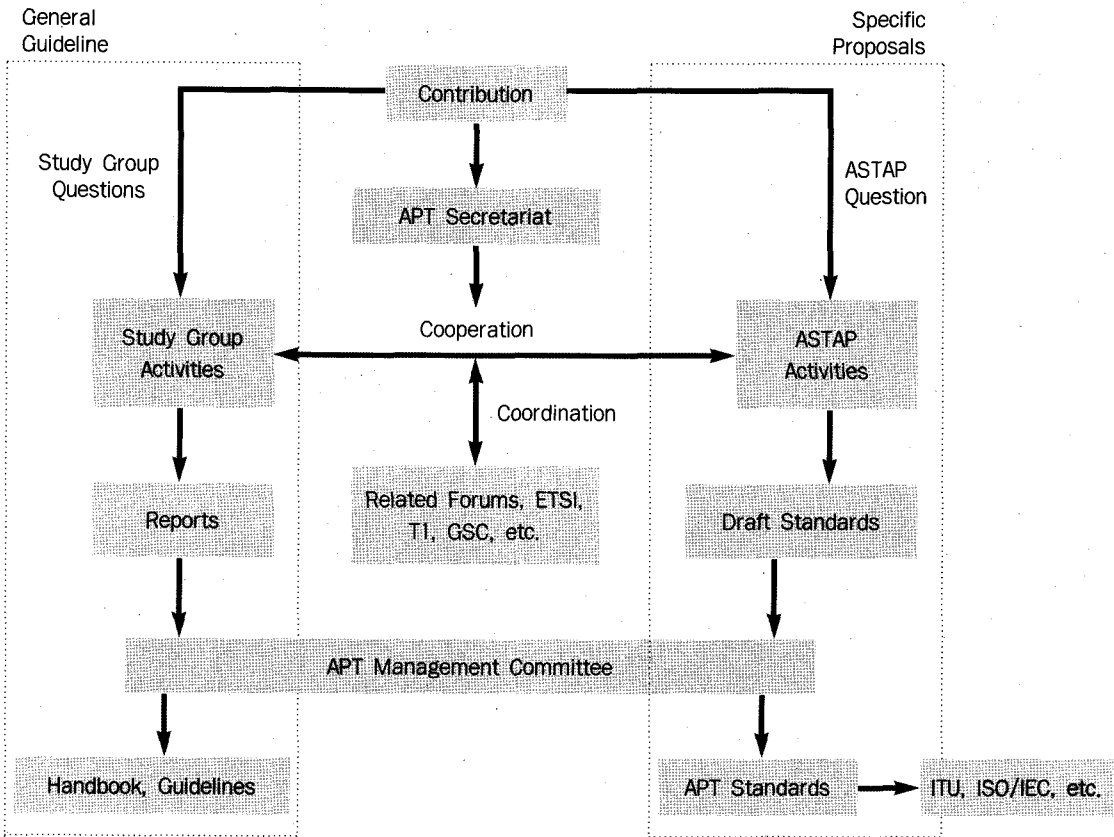 General
Guideline
Specific
Proposals
Contribution
Study Group
Questions
ASTAP
Question
APT Secretariat
Study Group
Activities
Cooperation
ASTAP
Activities
Coordination
Reports
Related Forums, ETSI,
T1, GSC, etc.
Draft Standards
APT Management Committee
Handbook, Guidelines
APT Standards
ITU, ISO/IEC, etc.